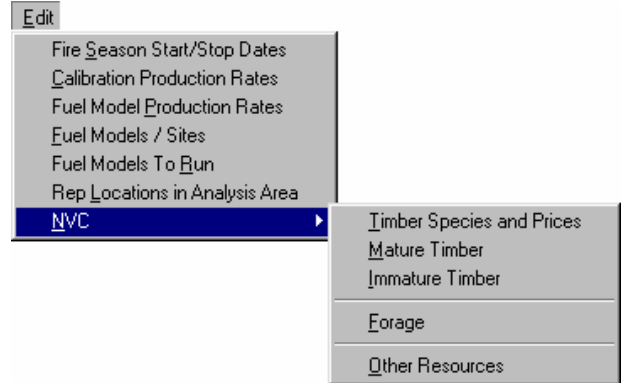 Edit
Fire Season Start/Stop Dates
Calibration Production Rates
Fuel Model Production Rates
Fuel Models / Sites
Fuel Models To Run
Rep Locations in Analysis Area
NVC
Timber Species and Prices
Mature Timber
Immature Timber
Forage
Other Resources